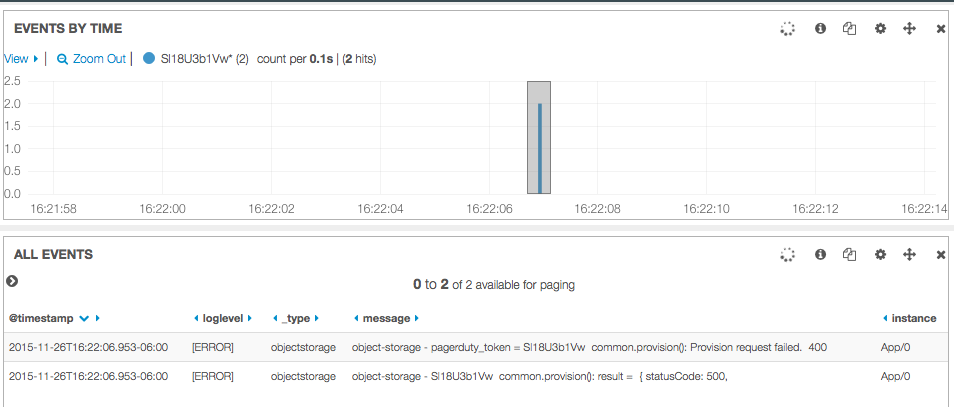 EVENTS BY TIME
View | Zoom Out | Sl18U3b1Vw* (2) count per 0.1s | (2 hits)
2.5
2.0
1.5
1.0
0.5
0.0
16:21:58 16:22:00 16:22:02 16:22:04 16:22:06 16:22:08 16:22:10 16:22:12 16:22:14
ALL EVENTS
0 to 2 of 2 available for paging
@timestamp loglevel _type message instance
2015-11-26T16:22:06.953-06:00 [ERROR] objectstorage object-storage - pagerduty_token = Sl18U3b1Vw common.provision(): Provision request failed. 400 App/0
2015-11-26T16:22:06.953-06:00 [ERROR] objectstorage object-storage - Sl18U3b1Vw common.provision(): result = { statusCode: 500, App/0